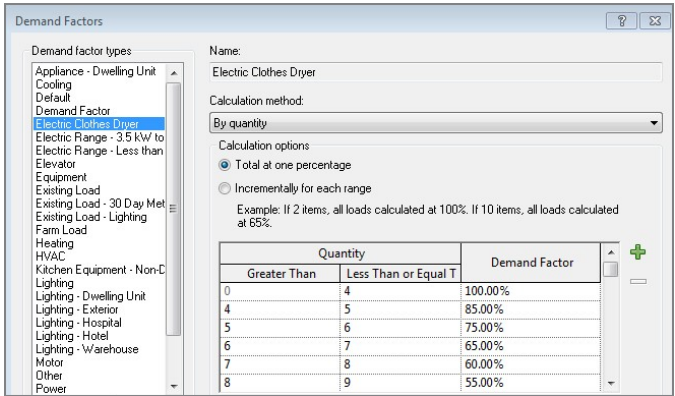 Demand Factors
Demand factor types
Appliance - Dwelling Unit
Cooling
Default
Demand Factor
Electric Clothes Dryer
Electric Range - 3.5 kW to
Electric Range - Less than
Elevator
Equipment
Existing Load
Existing Load - 30 Day Met
Existing Load - Lighting
Farm Load
Heating
HVAC
Kitchen Equipment - Non-D
Lighting
Lighting - Dwelling Unit
Lighting - Exterior
Lighting - Hospital
Lighting - Hotel
Lighting - Warehouse
Motor
Other
Power
Name:
Electric Clothes Dryer
Calculation method:
By quantity
Calculation options
Total at one percentage
Incrementally for each range
Example: If 2 items, all loads calculated at 100%. If 10 items, all loads calculated
at 65%.
Quantity Demand Factor
Greater Than Less Than or Equal T
0 4 100.00%
4 5 85.00%
5 6 75.00%
6 7 65.00%
7 8 60.00%
8 9 55.00%